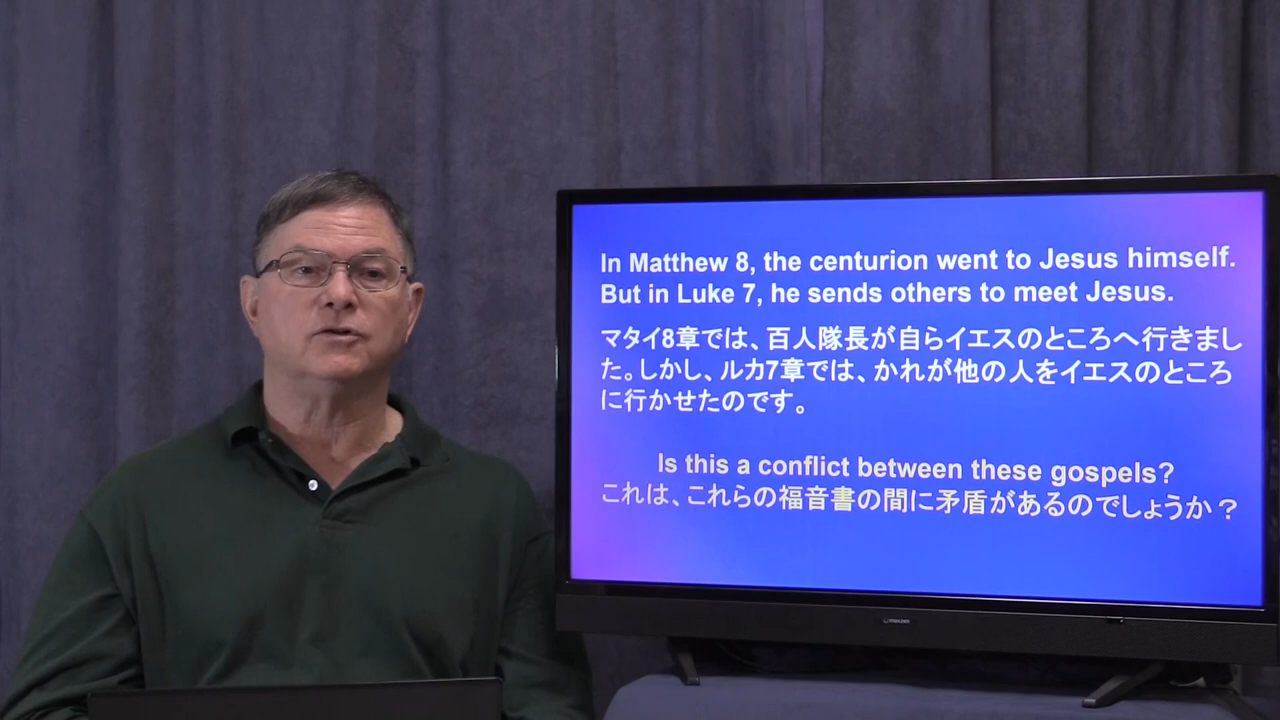 In Matthew 8, the centurion went to Jesus himself.
But in Luke 7, he sends others to meet Jesus.
マタイ8章では、百人隊長が自らイエスのところへ行きまし
た。しかし、ルカ7章では、かれが他の人をイエスのところ
に行かせたのです。
Is this a conflict between these gospels?
これは、これらの福音書の間に矛盾があるのでしょうか？
maxzen